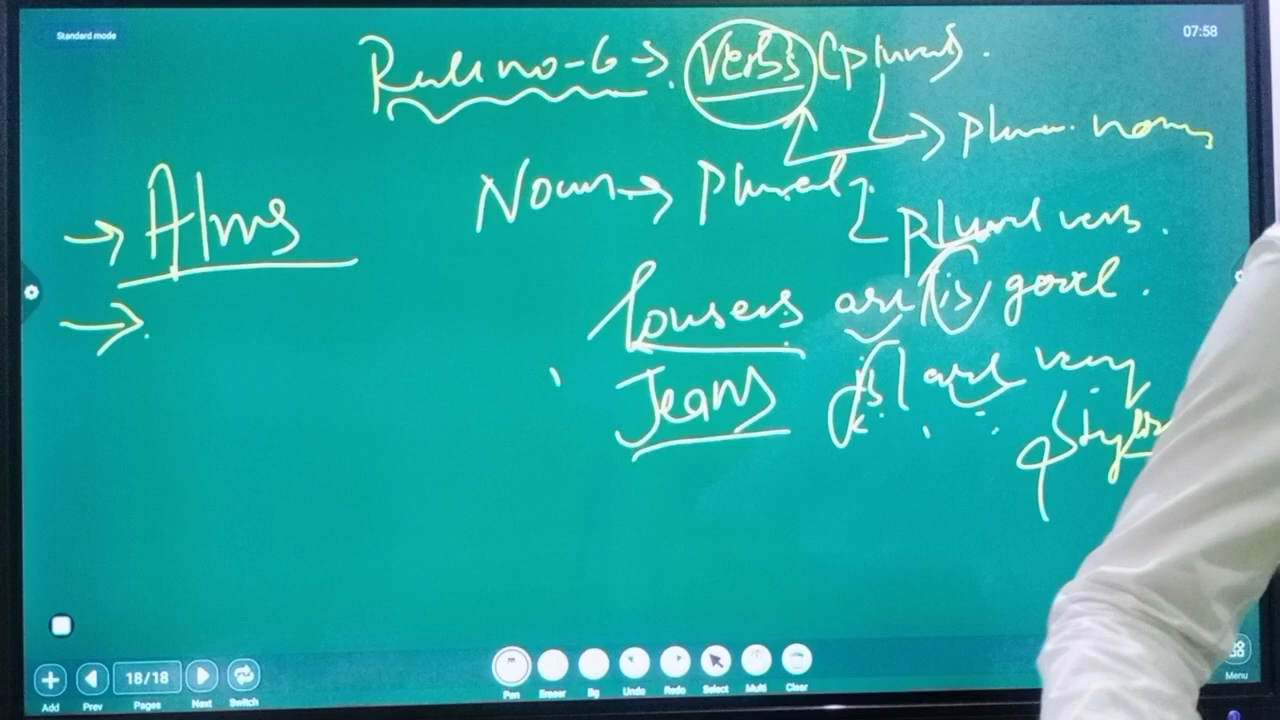 Standard mode
07:58
Rule no-6 → Verbs (plural).
→ plural nouns
Noun → Plural
plural verb.
→ Alms
→
are is good.
Jeans is/are very
stylis
18/18
Add Prev Pages Next Switch
Pen Eraser Bg Undo Redo Select Multi Clear
Menu